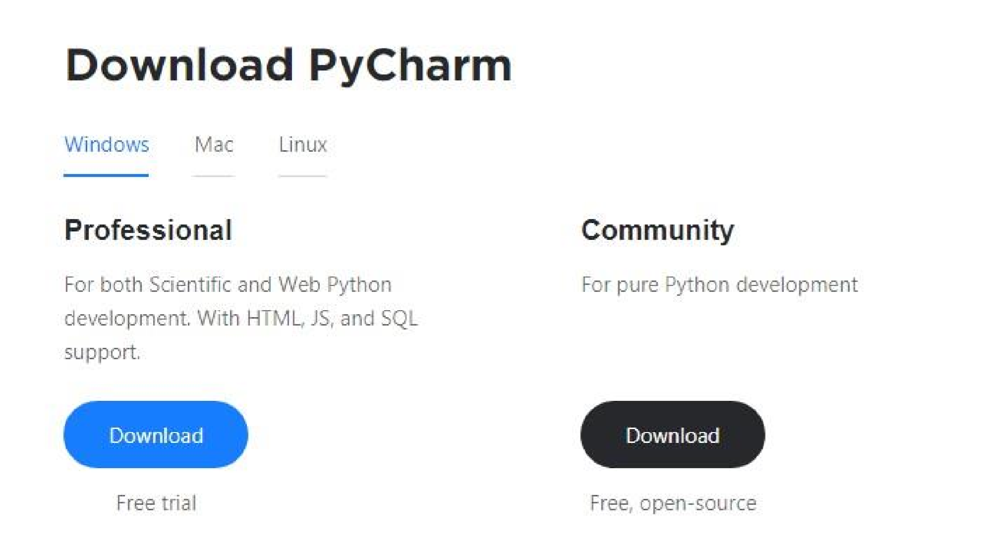 Download PyCharm
Windows Mac Linux
Professional
For both Scientific and Web Python
development. With HTML, JS, and SQL
support.
Download
Free trial
Community
For pure Python development
Download
Free, open-source